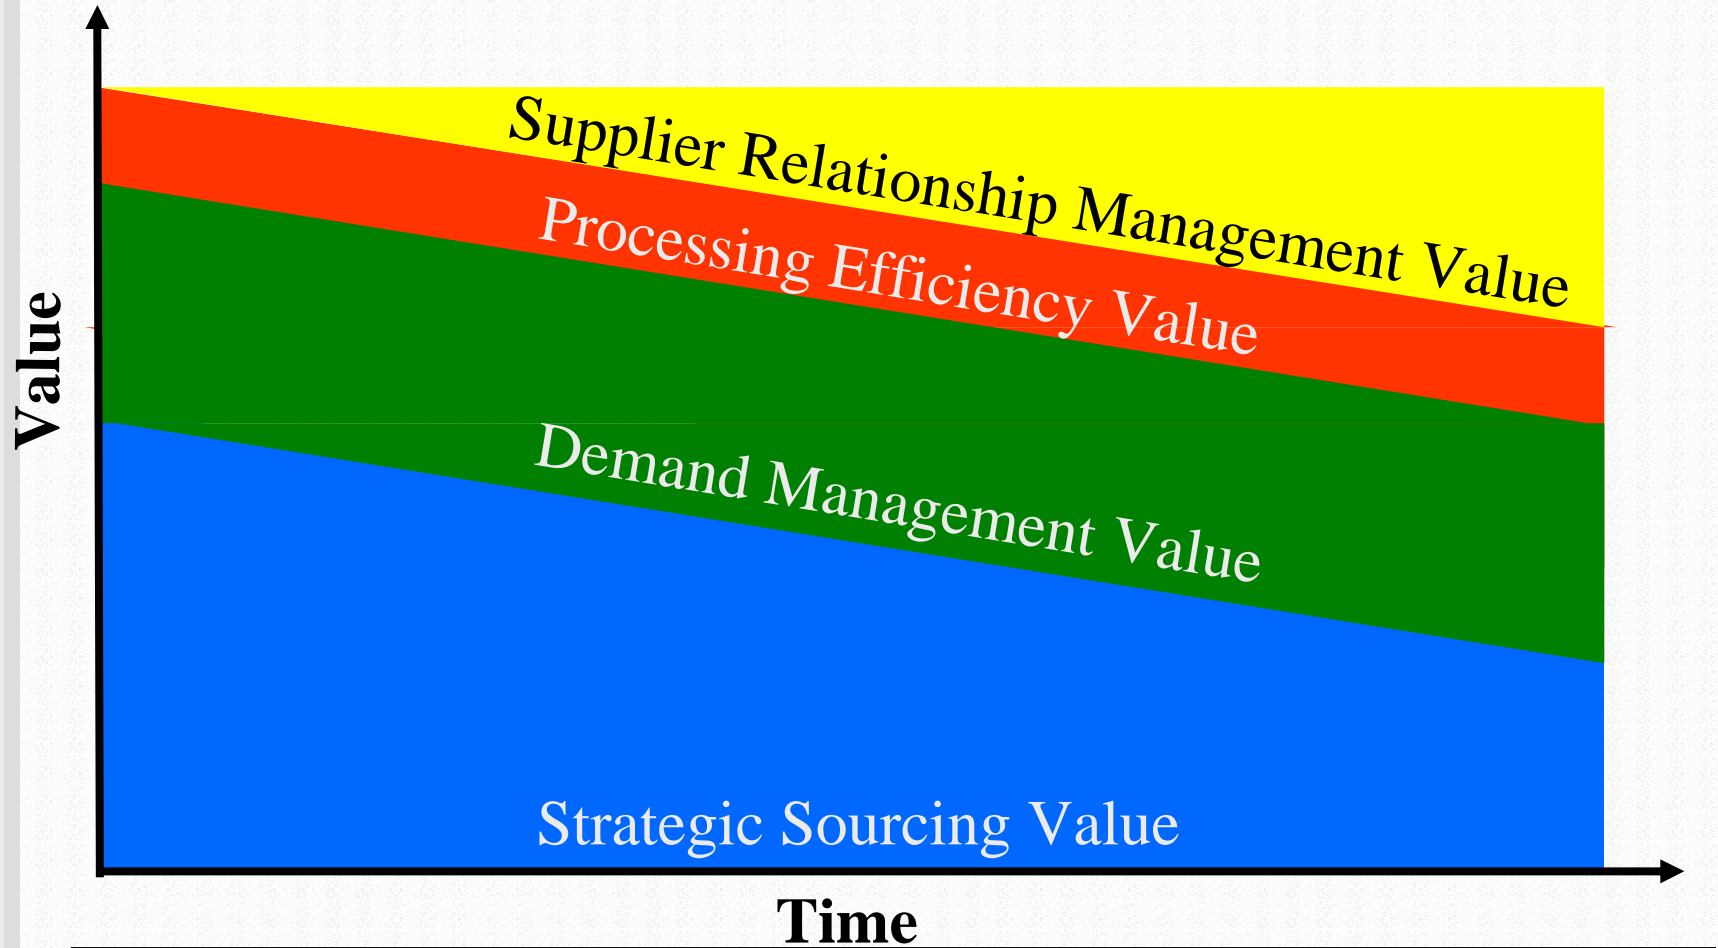 Supplier Relationship Management Value
Processing Efficiency Value
Demand Management Value
Strategic Sourcing Value
Value
Time